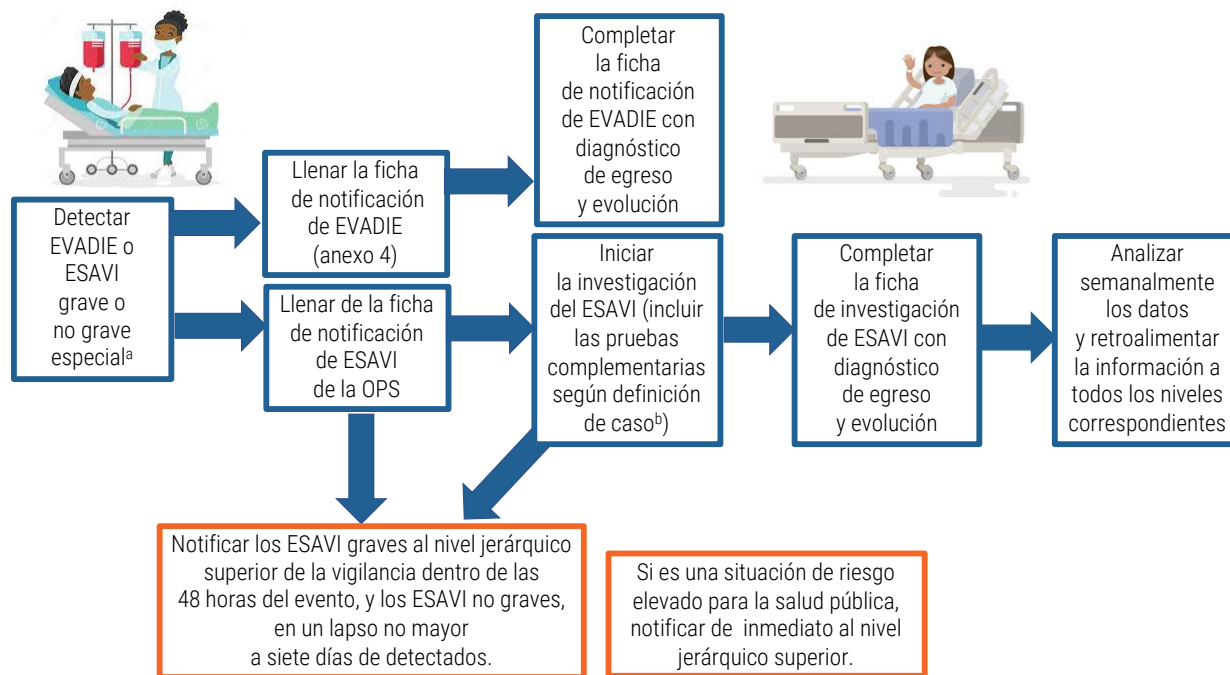 Detectar
EVADIE o
ESAVI
grave o
no grave
especialᵃ
Llenar la ficha
de notificación
de EVADIE
(anexo 4)
Completar
la ficha
de notificación
de EVADIE con
diagnóstico
de egreso
y evolución
Llenar de la ficha
de notificación
de ESAVI
de la OPS
Iniciar
la investigación
del ESAVI (incluir
las pruebas
complementarias
según definición
de casoᵇ)
Completar
la ficha
de investigación
de ESAVI con
diagnóstico
de egreso
y evolución
Analizar
semanalmente
los datos
y retroalimentar
la información a
todos los niveles
correspondientes
Notificar los ESAVI graves al nivel jerárquico
superior de la vigilancia dentro de las
48 horas del evento, y los ESAVI no graves,
en un lapso no mayor
a siete días de detectados.
Si es una situación de riesgo
elevado para la salud pública,
notificar de inmediato al nivel
jerárquico superior.